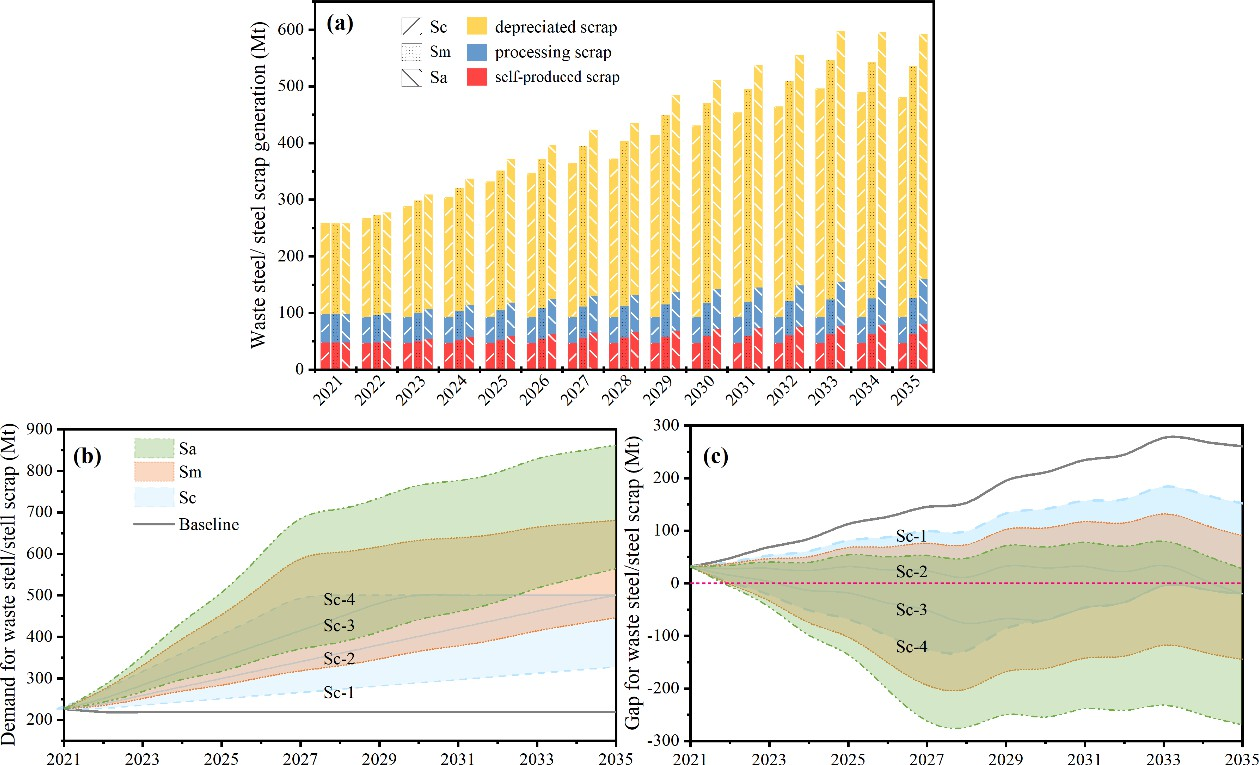 (a)
Sc
depreciated scrap
Sm
processing scrap
Sa
self-produced scrap
Waste steel/ steel scrap generation (Mt)
600
500
400
300
200
100
0
2021
2022
2023
2024
2025
2026
2027
2028
2029
2030
2031
2032
2033
2034
2035
(b)
Sa
Sm
Sc
Baseline
Demand for waste stell/stell scrap (Mt)
900
800
700
600
500
400
300
200
Sc-4
Sc-3
Sc-2
Sc-1
2021
2023
2025
2027
2029
2031
2033
2035
(c)
Gap for waste steel/steel scrap (Mt)
300
200
100
0
-100
-200
-300
Sc-1
Sc-2
Sc-3
Sc-4
2021
2023
2025
2027
2029
2031
2033
2035